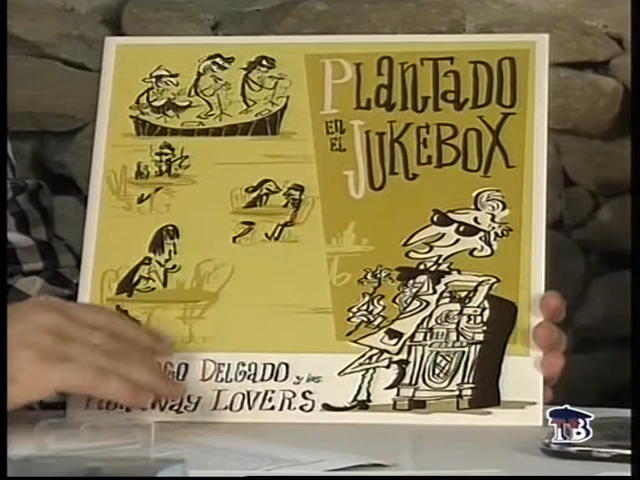 PLANTADO
EN EL
JUKEBOX
DELGADO y los
LOVERS
TB